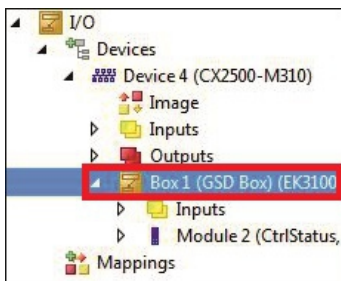 I/O
Devices
Device 4 (CX2500-M310)
Image
Inputs
Outputs
Box 1 (GSD Box) (EK3100
Inputs
Module 2 (CtrlStatus,
Mappings